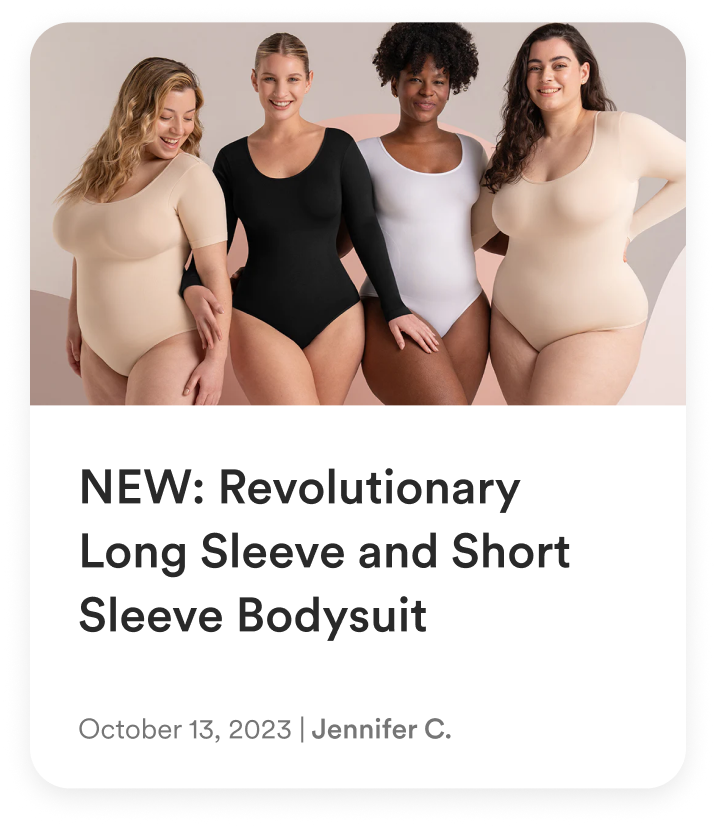 NEW: Revolutionary
Long Sleeve and Short
Sleeve Bodysuit
October 13, 2023 | Jennifer C.